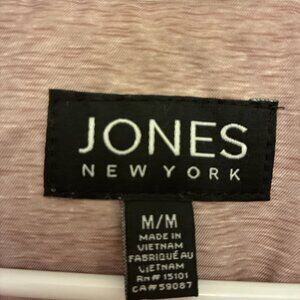 JONES
NEW YORK
M/M
MADE IN
VIETNAM
FABRIQUÉ AU
VIETNAM
RN# 15101
CA# 59087